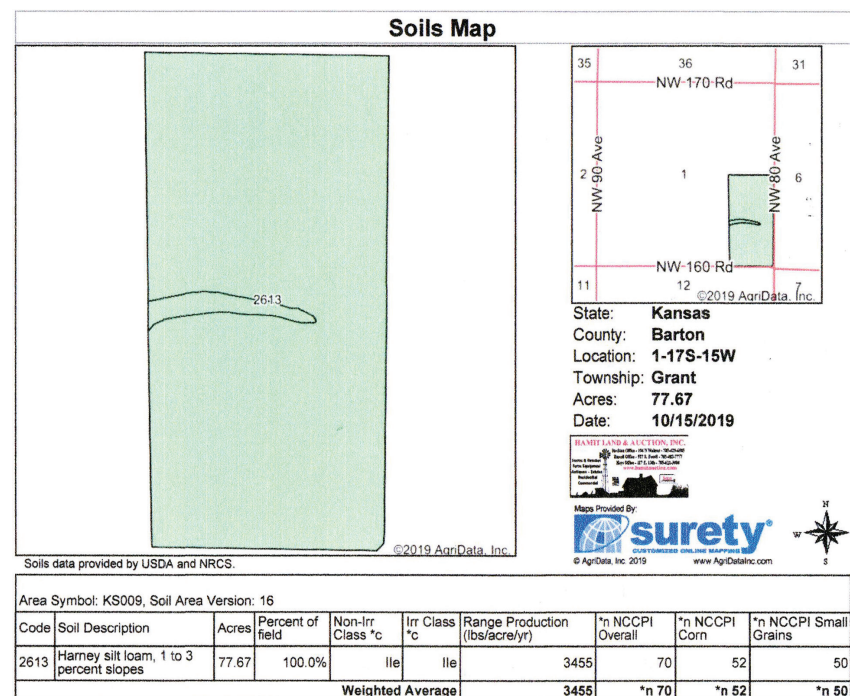 Soils Map
2613
©2019 AgriData, Inc.
Soils data provided by USDA and NRCS.
35 36 31
NW 170 Rd
NW 90 Ave
NW 80 Ave
2 1 6
NW 160 Rd
11 12 7
©2019 AgriData, Inc.
State: Kansas
County: Barton
Location: 1-17S-15W
Township: Grant
Acres: 77.67
Date: 10/15/2019
HAMIT LAND & AUCTION, INC.
Maps Provided By:
surety®
CUSTOMIZED ONLINE MAPPING
© AgriData, Inc. 2019 www.AgriDataInc.com
N
W E
S
Area Symbol: KS009, Soil Area Version: 16
Code Soil Description Acres Percent of field Non-Irr Class *c Irr Class *c Range Production (lbs/acre/yr) *n NCCPI Overall *n NCCPI Corn *n NCCPI Small Grains
2613 Harney silt loam, 1 to 3 percent slopes 77.67 100.0% IIe IIe 3455 70 52 50
Weighted Average 3455 *n 70 *n 52 *n 50